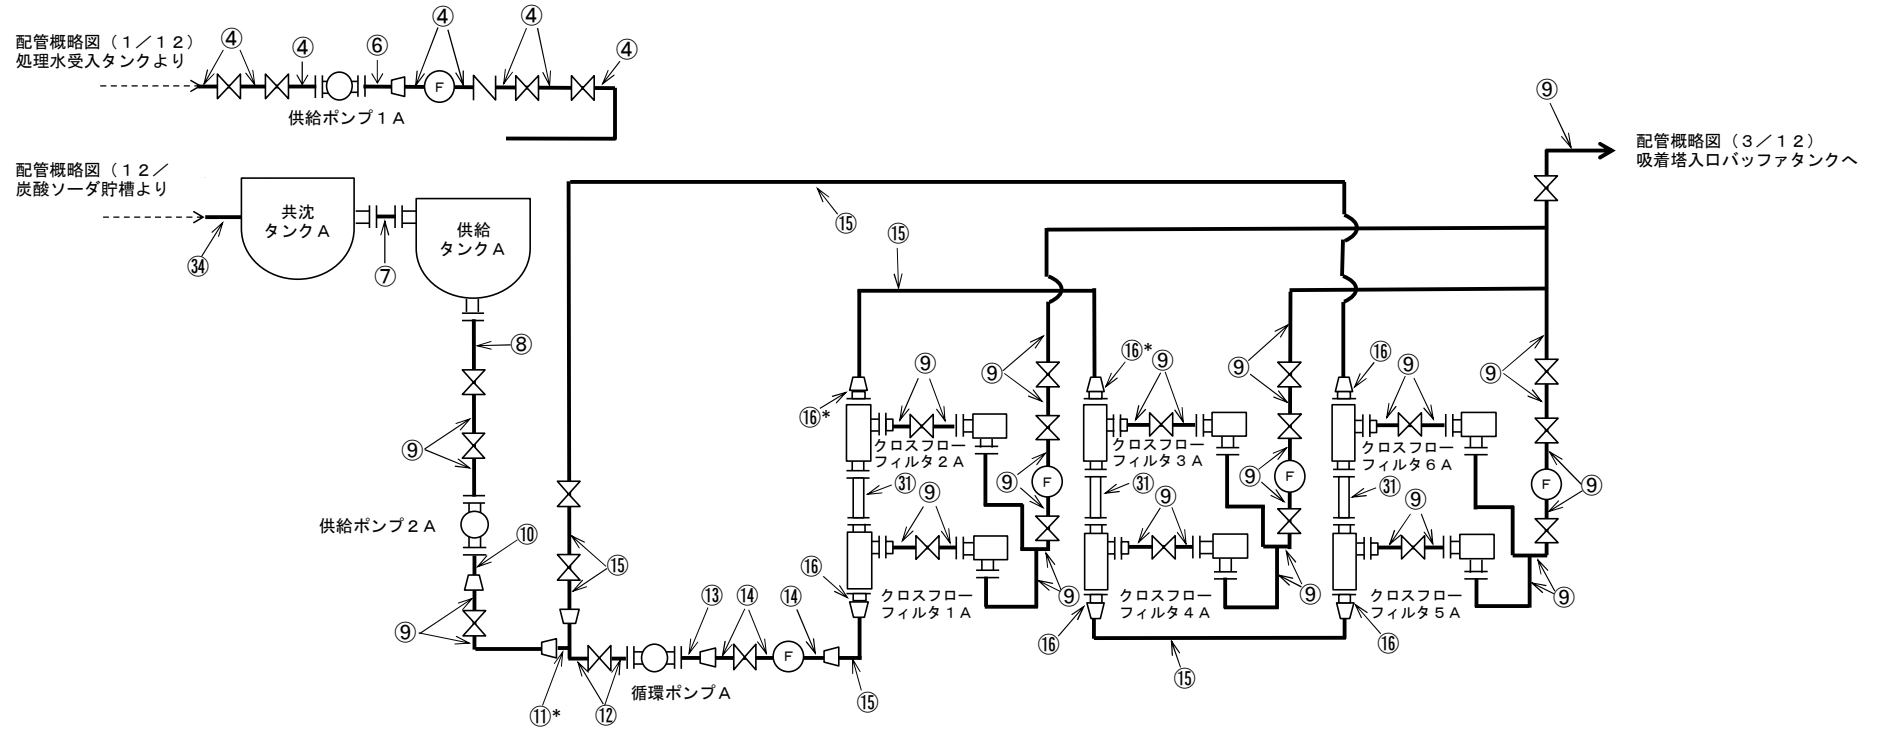 ④
④
④
④
④
⑥
配管概略図（１／１２）
処理水受入タンクより
F
供給ポンプ１Ａ
⑨
配管概略図（３／１２）
吸着塔入口バッファタンクへ
配管概略図（１２／
炭酸ソーダ貯槽より
共沈
タンクＡ
供給
タンクＡ
㉞
⑦
⑮
⑮
⑧
⑨
⑨
⑯*
⑨
⑨
⑯
⑨
⑨
⑯*
クロスフロー
フィルタ２Ａ
クロスフロー
フィルタ３Ａ
クロスフロー
フィルタ６Ａ
⑨
⑨
F
⑨
F
F
⑨
㉛
⑨
㉛
⑨
㉛
⑨
供給ポンプ２Ａ
⑩
⑮
⑯
⑨
⑬
⑭
⑭
クロスフロー
フィルタ１Ａ
⑨
クロスフロー
フィルタ４Ａ
⑨
クロスフロー
フィルタ５Ａ
⑨
⑯
⑯
F
循環ポンプＡ
⑪*
⑫
⑮
⑮